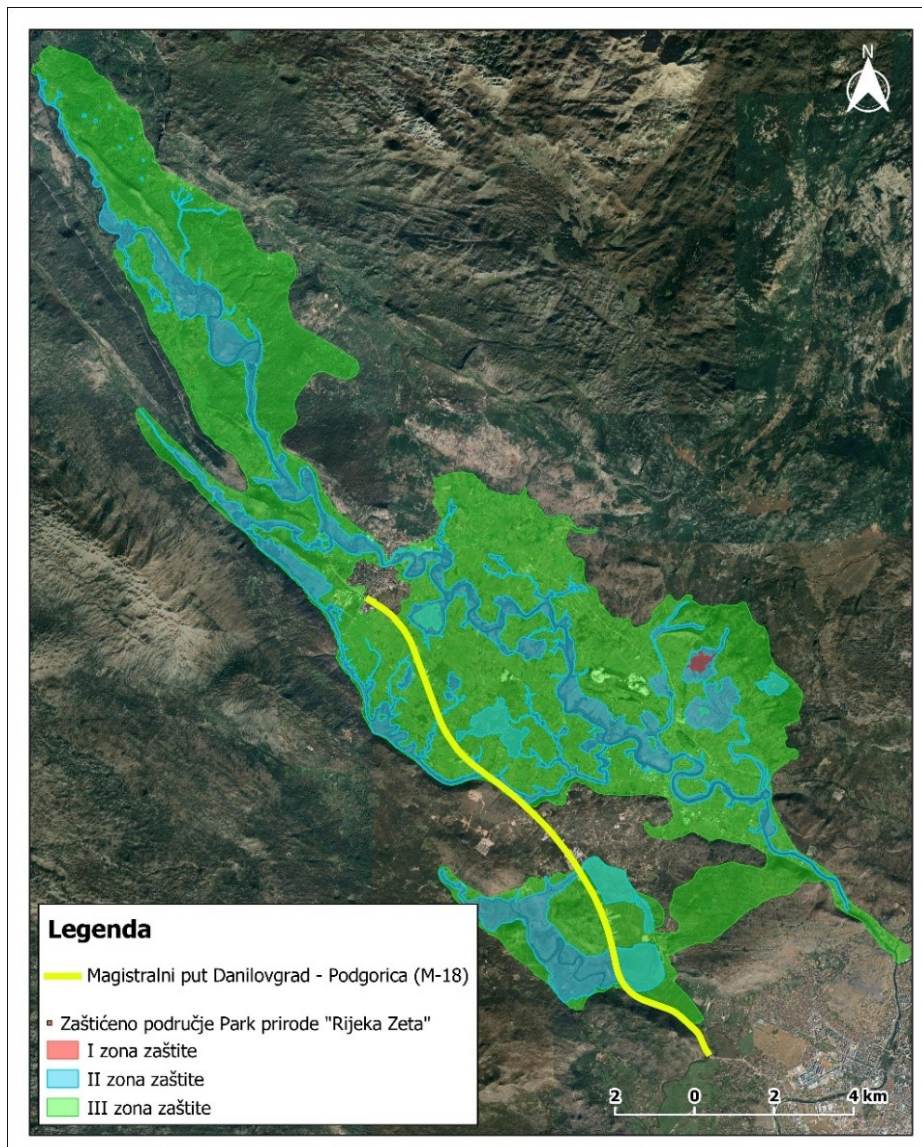 N
Legenda
Magistralni put Danilovgrad - Podgorica (M-18)
Zaštićeno područje Park prirode "Rijeka Zeta"
I zona zaštite
II zona zaštite
III zona zaštite
2 0 2 4 km